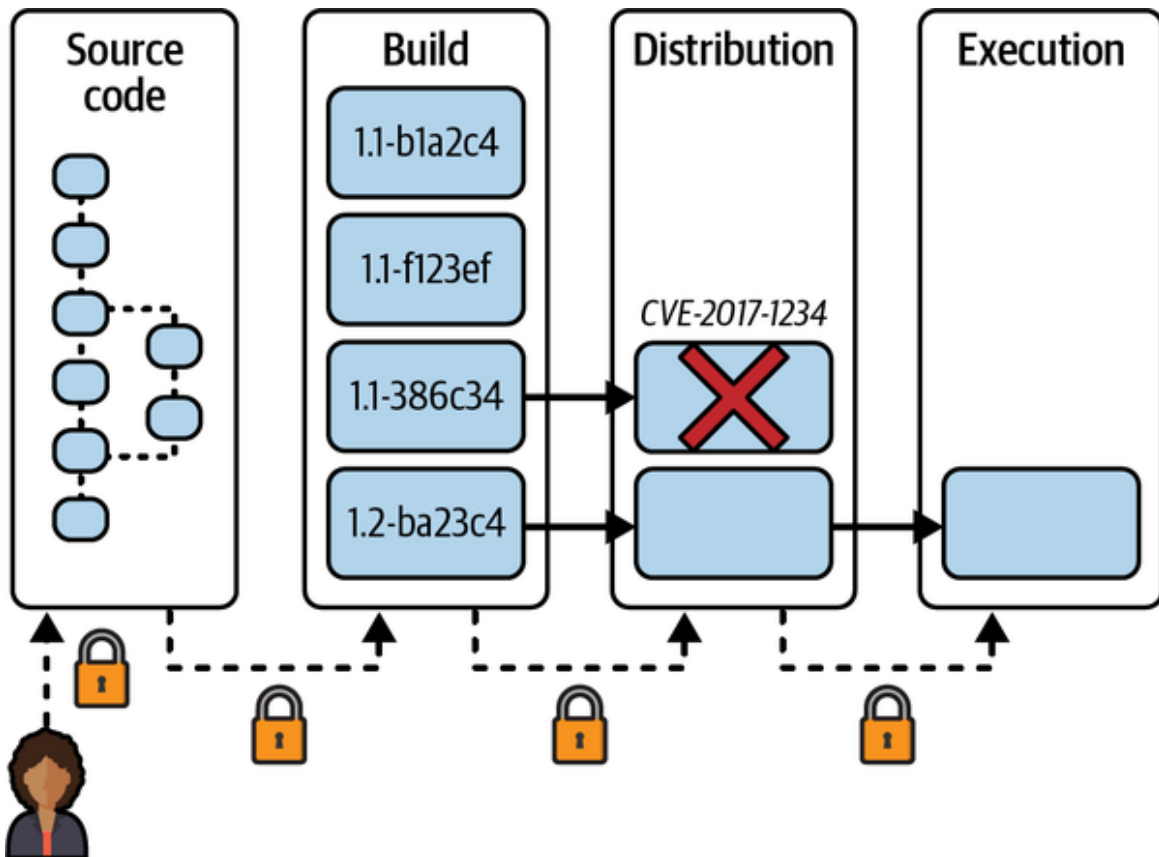 Source
code
Build
Distribution
Execution
1.1-b1a2c4
1.1-f123ef
CVE-2017-1234
1.1-386c34
1.2-ba23c4